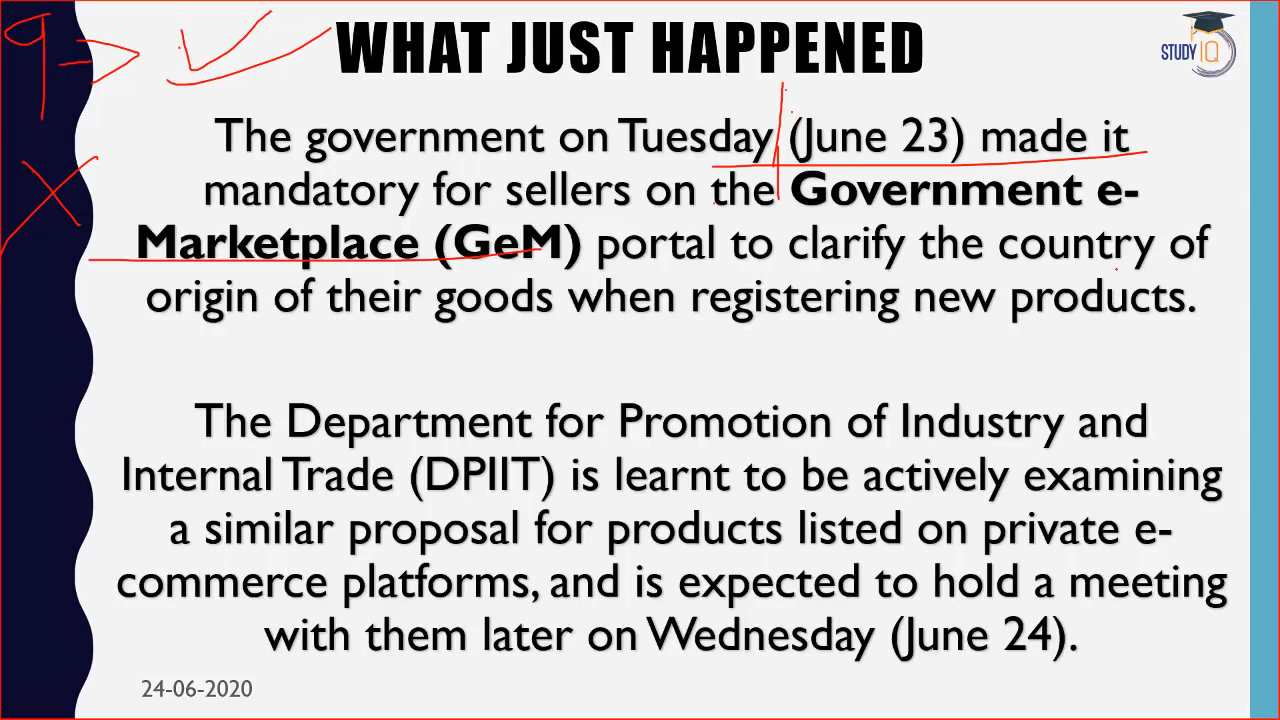 WHAT JUST HAPPENED
STUDY IQ
The government on Tuesday (June 23) made it
mandatory for sellers on the Government e-
Marketplace (GeM) portal to clarify the country of
origin of their goods when registering new products.
The Department for Promotion of Industry and
Internal Trade (DPIIT) is learnt to be actively examining
a similar proposal for products listed on private e-
commerce platforms, and is expected to hold a meeting
with them later on Wednesday (June 24).
24-06-2020